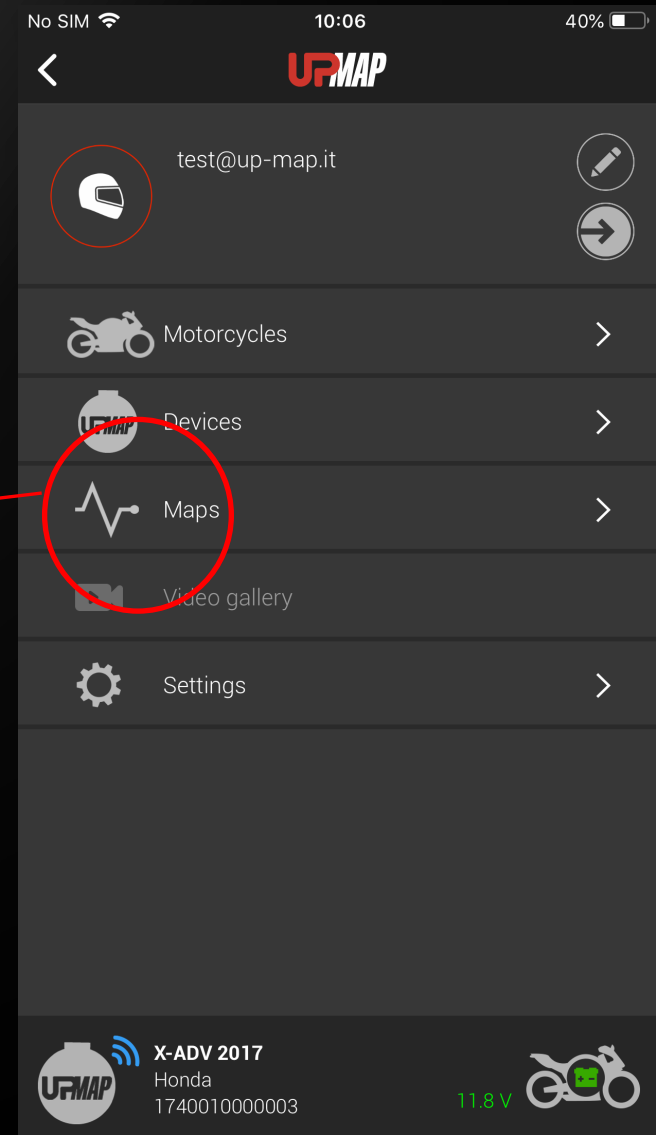 No SIM 10:06 40%
UPMAP
test@up-map.it
Motorcycles
UPMAP Devices
Maps
Video gallery
Settings
X-ADV 2017
UPMAP Honda
1740010000003
11.8 V